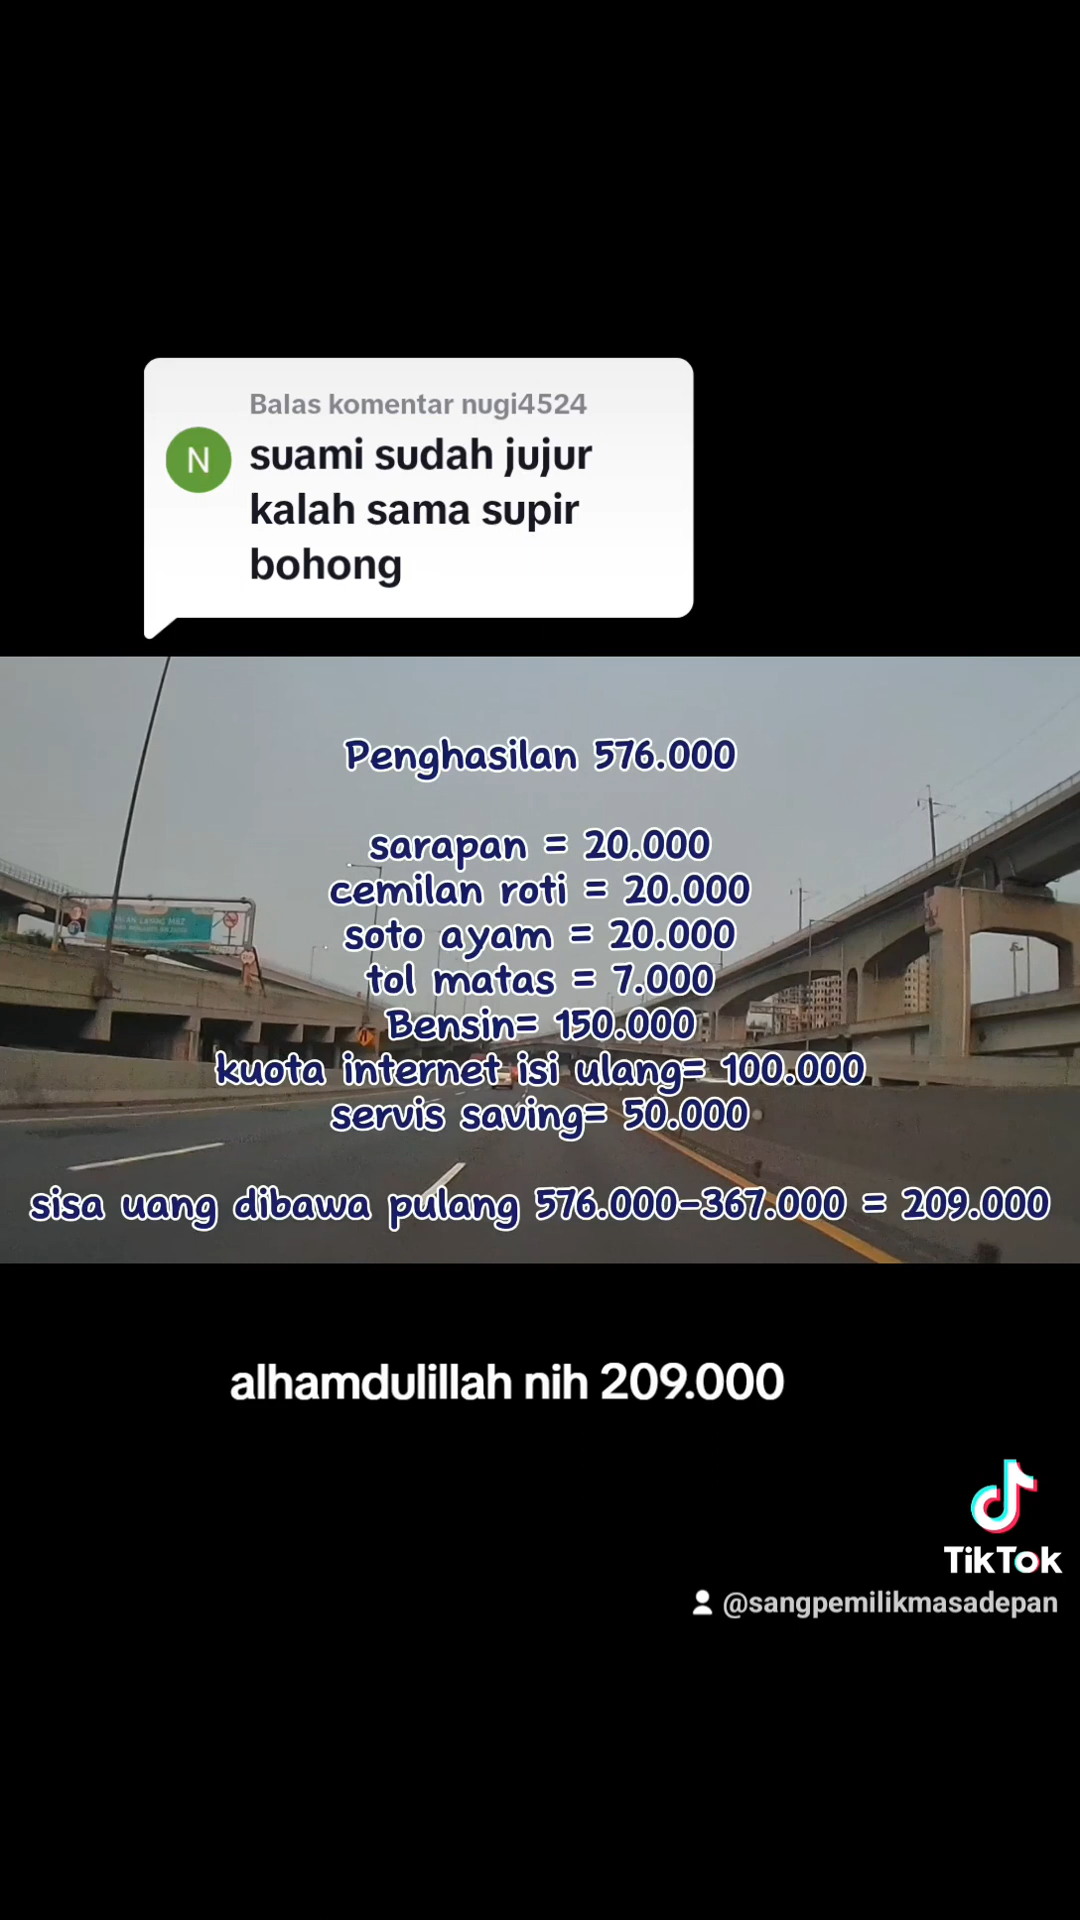 Balas komentar nugi4524
N
suami sudah jujur
kalah sama supir
bohong
Penghasilan 576.000
sarapan = 20.000
cemilan roti = 20.000
soto ayam = 20.000
tol matas = 7.000
Bensin= 150.000
kuota internet isi ulang= 100.000
servis saving= 50.000
sisa uang dibawa pulang 576.000-367.000 = 209.000
alhamdulillah nih 209.000
TikTok
@sangpemilikmasadepan